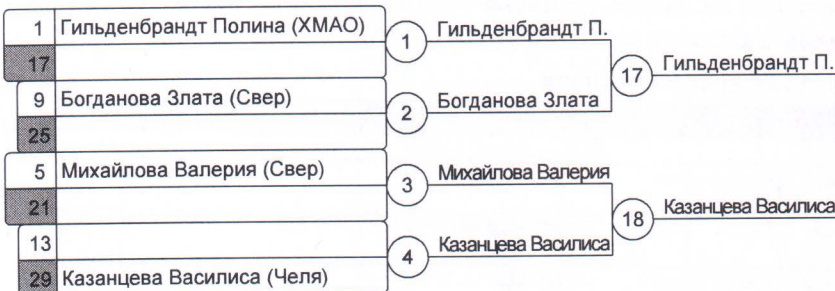 1 Гильденбрандт Полина (ХМАО)
17
1 Гильденбрандт П.
9 Богданова Злата (Свер)
25
2 Богданова Злата
17 Гильденбрандт П.
5 Михайлова Валерия (Свер)
21
3 Михайлова Валерия
13
29 Казанцева Василиса (Челя)
4 Казанцева Василиса
18 Казанцева Василиса